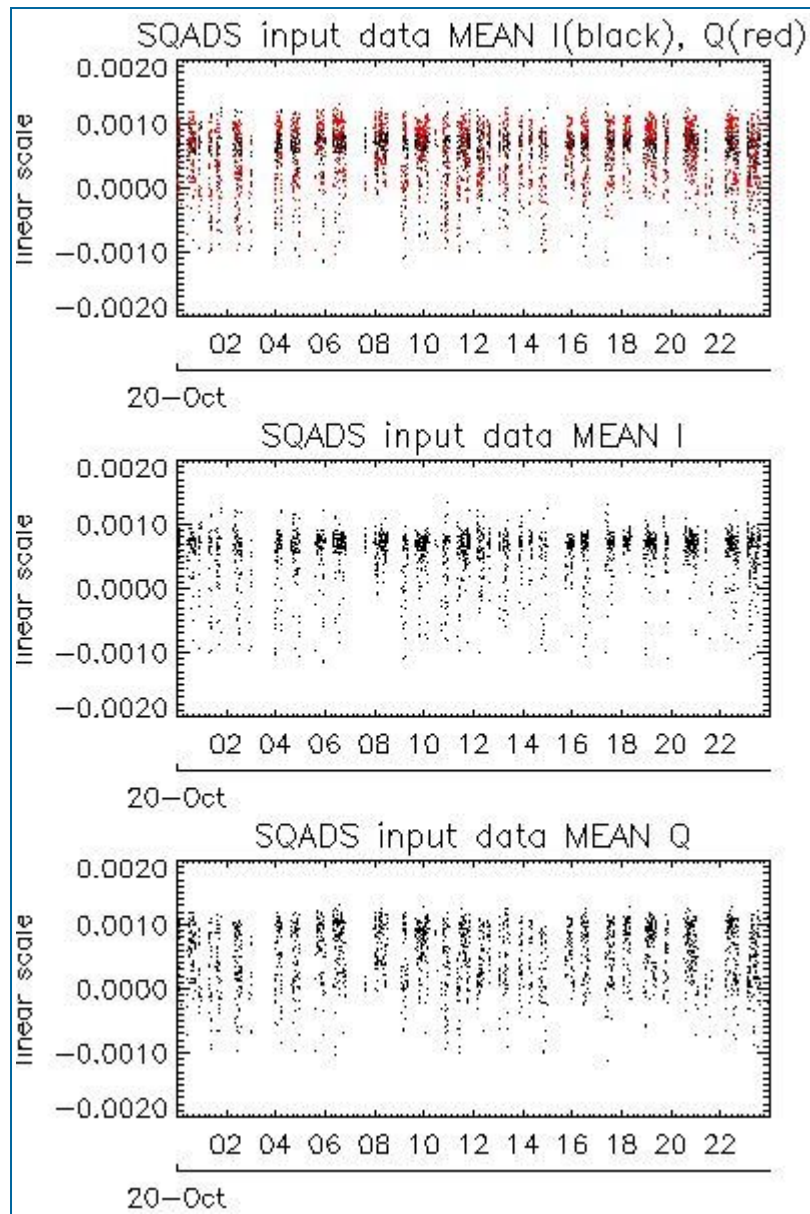 SQADS input data MEAN I(black), Q(red)
linear scale
0.0020
0.0010
0.0000
−0.0010
−0.0020
02 04 06 08 10 12 14 16 18 20 22
20−Oct
SQADS input data MEAN I
linear scale
0.0020
0.0010
0.0000
−0.0010
−0.0020
02 04 06 08 10 12 14 16 18 20 22
20−Oct
SQADS input data MEAN Q
linear scale
0.0020
0.0010
0.0000
−0.0010
−0.0020
02 04 06 08 10 12 14 16 18 20 22
20−Oct